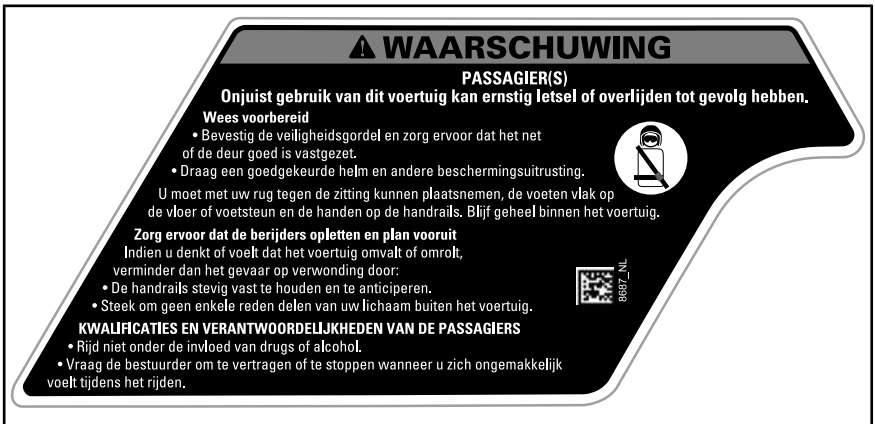 WAARSCHUWING
PASSAGIER(S)
Onjuist gebruik van dit voertuig kan ernstig letsel of overlijden tot gevolg hebben.
Wees voorbereid
• Bevestig de veiligheidsgordel en zorg ervoor dat het net
of de deur goed is vastgezet.
• Draag een goedgekeurde helm en andere beschermingsuitrusting.
U moet met uw rug tegen de zitting kunnen plaatsnemen, de voeten vlak op
de vloer of voetsteun en de handen op de handrails. Blijf geheel binnen het voertuig.
Zorg ervoor dat de berijders opletten en plan vooruit
Indien u denkt of voelt dat het voertuig omvalt of omrolt,
verminder dan het gevaar op verwonding door:
• De handrails stevig vast te houden en te anticiperen.
• Steek om geen enkele reden delen van uw lichaam buiten het voertuig.
8687_NL
KWALIFICATIES EN VERANTWOORDELIJKHEDEN VAN DE PASSAGIERS
• Rijd niet onder de invloed van drugs of alcohol.
• Vraag de bestuurder om te vertragen of te stoppen wanneer u zich ongemakkelijk
voelt tijdens het rijden.